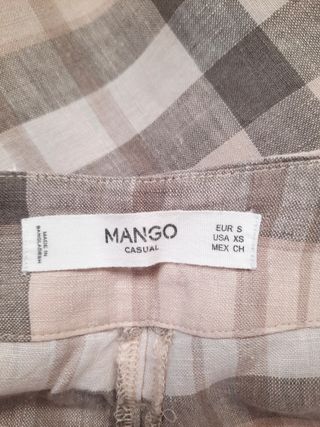 MADE IN
BANGLADESH
MANGO
CASUAL
EUR S
USA XS
MEX CH